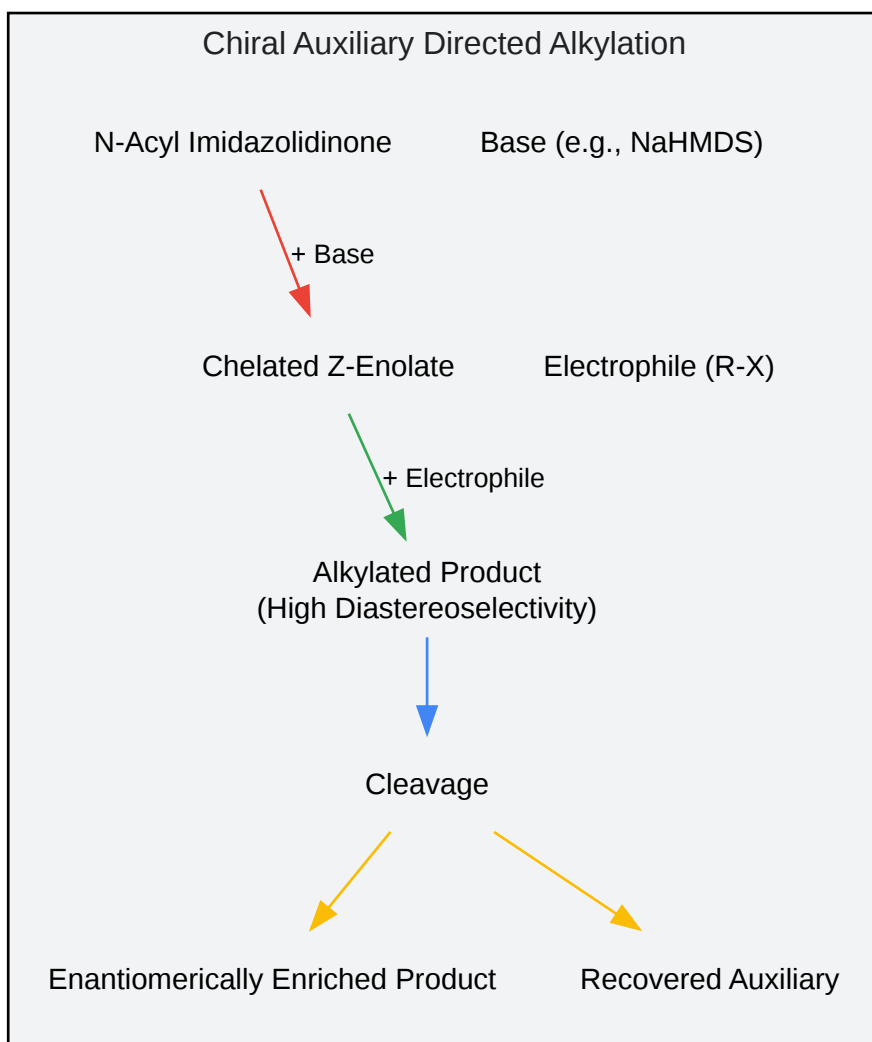 Chiral Auxiliary Directed Alkylation
N-Acyl Imidazolidinone
Base (e.g., NaHMDS)
+ Base
Chelated Z-Enolate
Electrophile (R-X)
+ Electrophile
Alkylated Product
(High Diastereoselectivity)
Cleavage
Enantiomerically Enriched Product
Recovered Auxiliary